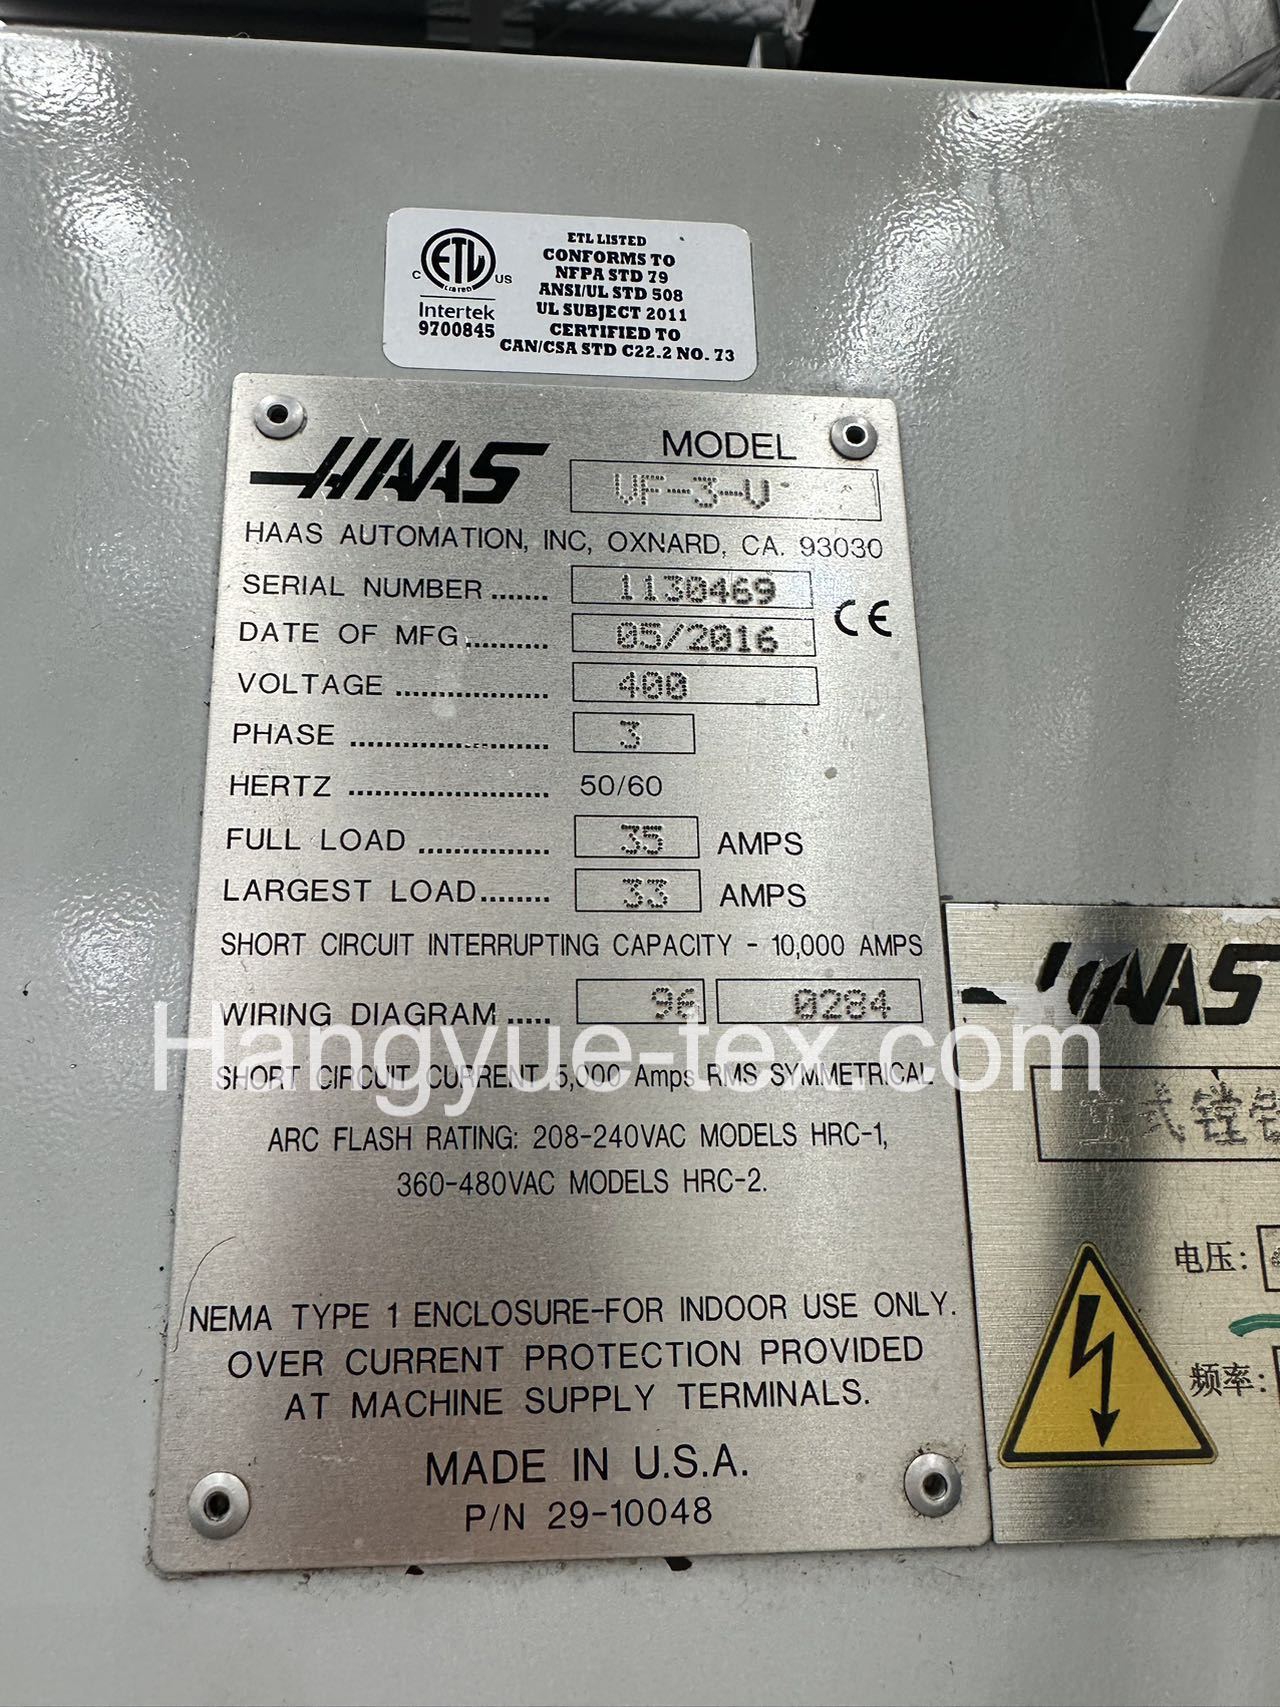 ETL LISTED
CONFORMS TO
NFPA STD 79
ANSI/UL STD 508
UL SUBJECT 2011
CERTIFIED TO
CAN/CSA STD C22.2 NO. 73
C ETL US
LISTED
Intertek
9700845
HAAS
MODEL
VF-3-V
HAAS AUTOMATION, INC, OXNARD, CA. 93030
SERIAL NUMBER ....... 1130469
CE
DATE OF MFG.......... 05/2016
VOLTAGE .................. 400
PHASE ....................... 3
HERTZ ....................... 50/60
FULL LOAD ............... 35 AMPS
LARGEST LOAD........ 33 AMPS
SHORT CIRCUIT INTERRUPTING CAPACITY - 10,000 AMPS
WIRING DIAGRAM ..... 96 0284
Hangyue-tex.com
SHORT CIRCUIT CURRENT 5,000 Amps RMS SYMMETRICAL
ARC FLASH RATING: 208-240VAC MODELS HRC-1,
360-480VAC MODELS HRC-2.
NEMA TYPE 1 ENCLOSURE-FOR INDOOR USE ONLY.
OVER CURRENT PROTECTION PROVIDED
AT MACHINE SUPPLY TERMINALS.
MADE IN U.S.A.
P/N 29-10048
HAAS
式镗
电压:
频率: